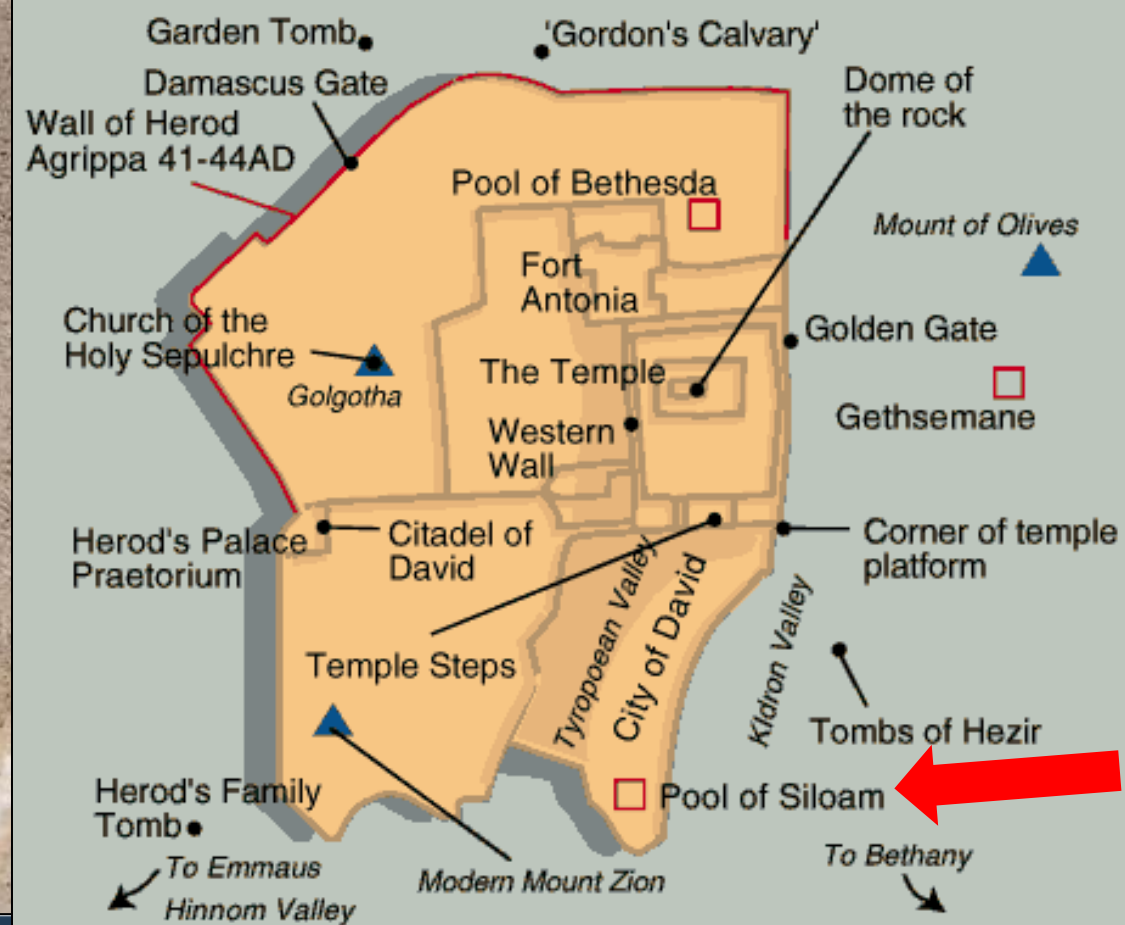 Garden Tomb
'Gordon's Calvary'
Damascus Gate
Dome of
the rock
Wall of Herod
Agrippa 41-44AD
Pool of Bethesda
Mount of Olives
Fort
Antonia
Church of the
Holy Sepulchre
Golden Gate
The Temple
Golgotha
Gethsemane
Western
Wall
Herod's Palace
Praetorium
Citadel of
David
Corner of temple
platform
Tyropoean Valley
City of David
Kidron Valley
Temple Steps
Tombs of Hezir
Herod's Family
Tomb
Pool of Siloam
To Emmaus
Hinnom Valley
Modern Mount Zion
To Bethany